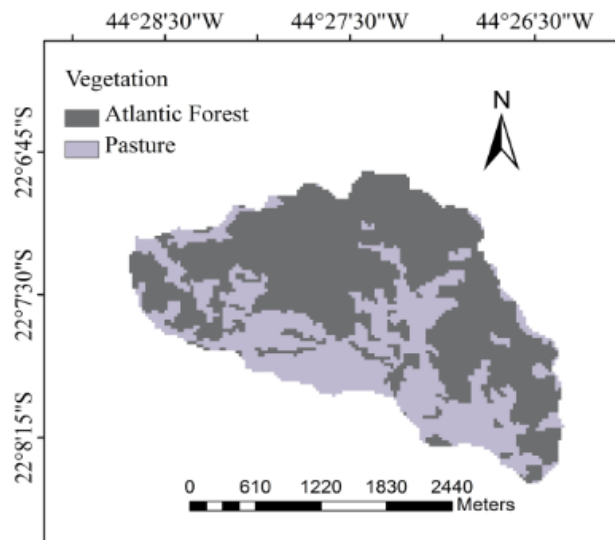 44°28'30"W 44°27'30"W 44°26'30"W
Vegetation
Atlantic Forest
Pasture
N
22°6'45"S
22°7'30"S
22°8'15"S
0 610 1220 1830 2440
Meters